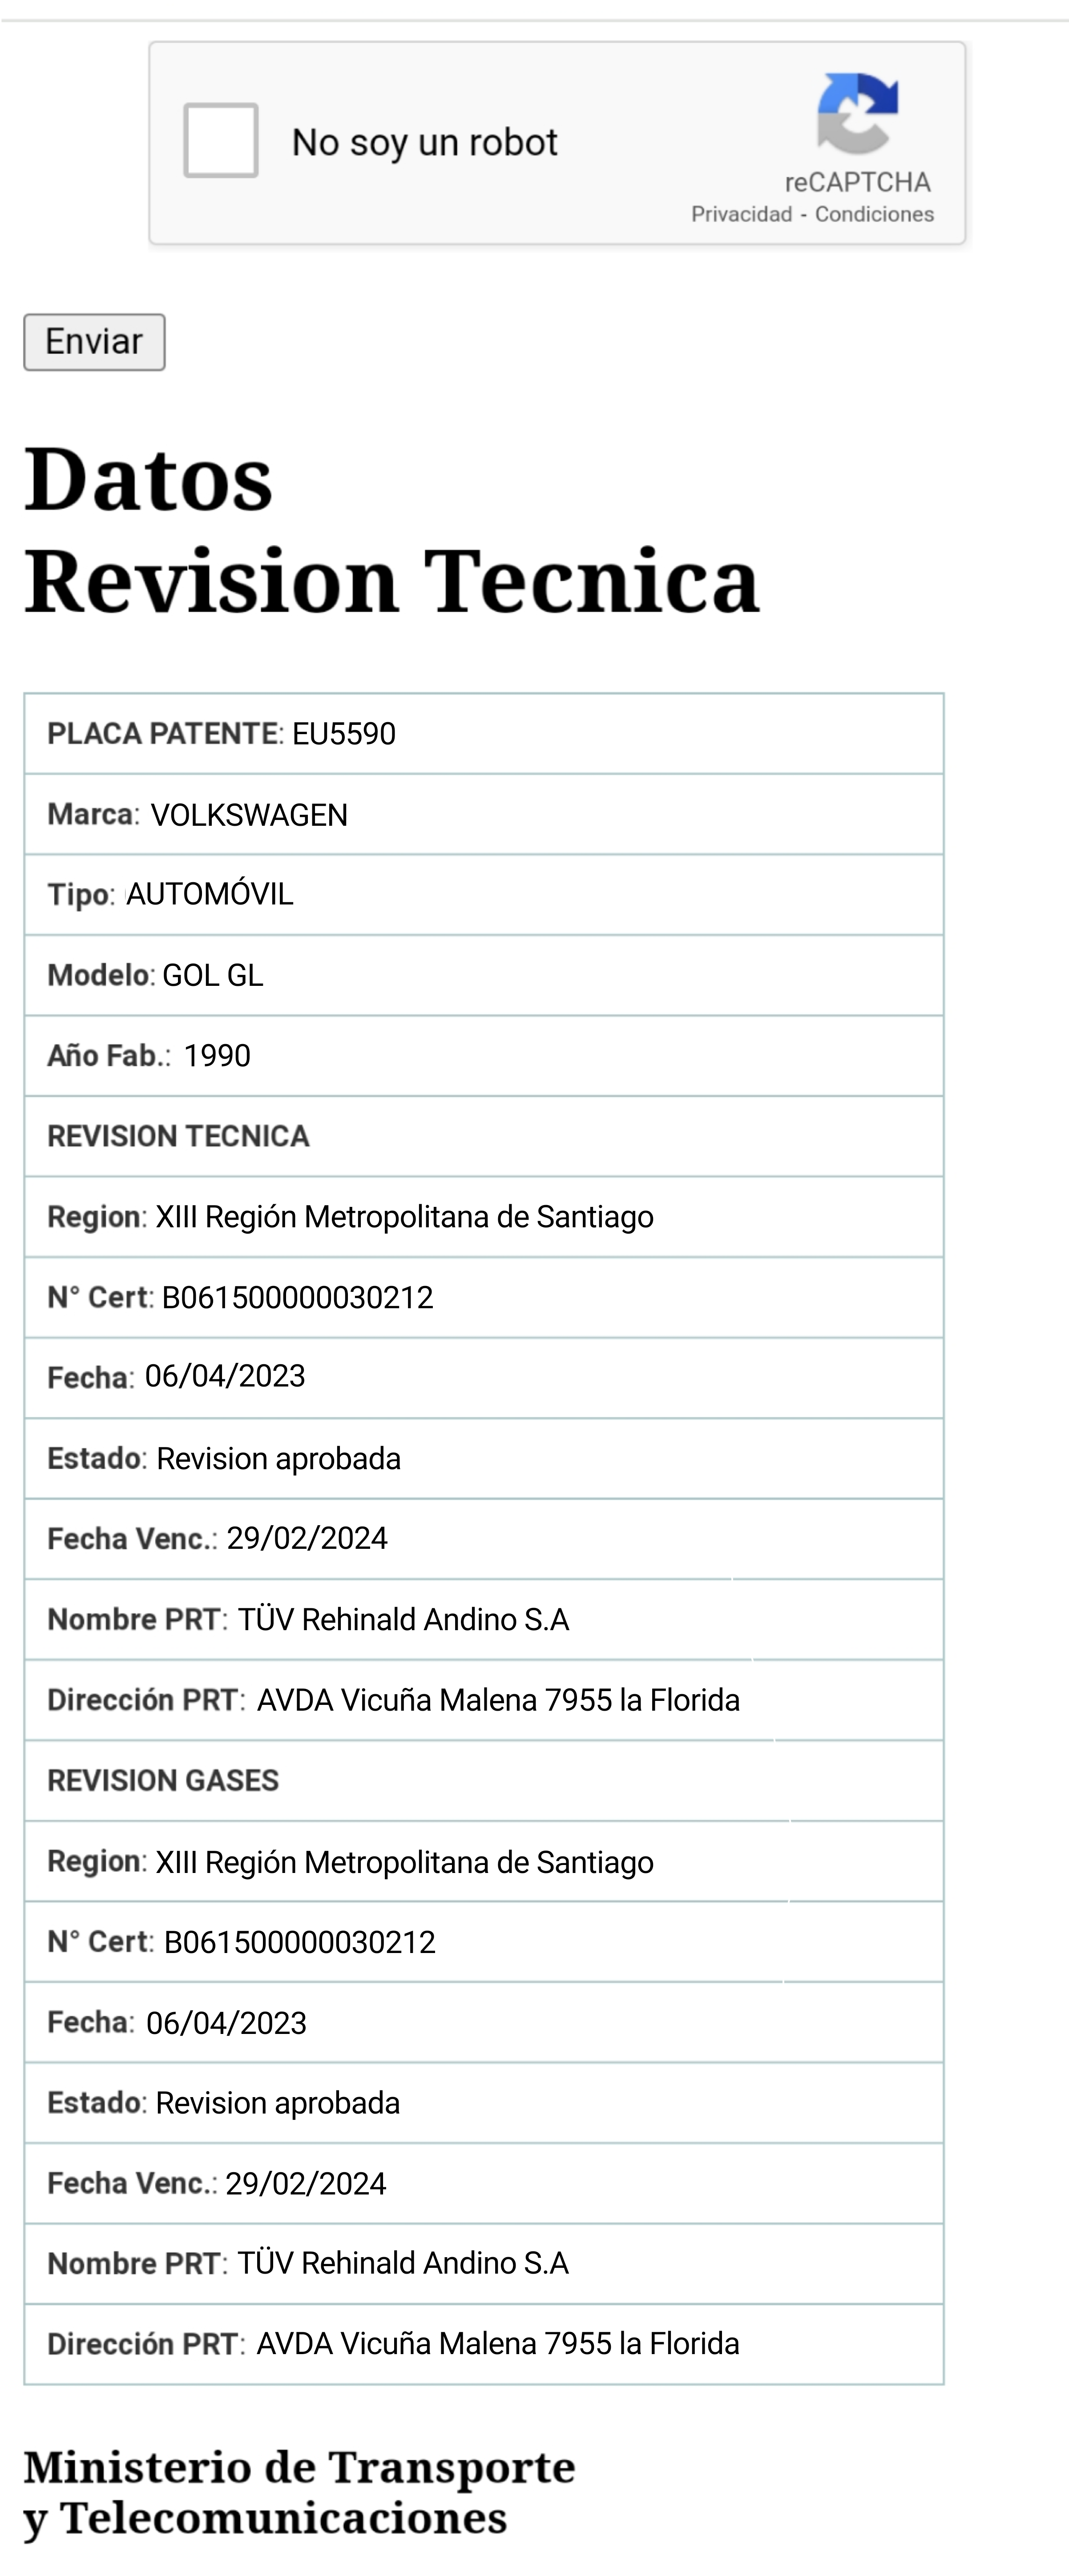 No soy un robot
reCAPTCHA
Privacidad - Condiciones
Enviar
Datos
Revision Tecnica
PLACA PATENTE: EU5590
Marca: VOLKSWAGEN
Tipo: AUTOMÓVIL
Modelo: GOL GL
Año Fab.: 1990
REVISION TECNICA
Region: XIII Región Metropolitana de Santiago
N° Cert: B061500000030212
Fecha: 06/04/2023
Estado: Revision aprobada
Fecha Venc.: 29/02/2024
Nombre PRT: TÜV Rehinald Andino S.A
Dirección PRT: AVDA Vicuña Malena 7955 la Florida
REVISION GASES
Region: XIII Región Metropolitana de Santiago
N° Cert: B061500000030212
Fecha: 06/04/2023
Estado: Revision aprobada
Fecha Venc.: 29/02/2024
Nombre PRT: TÜV Rehinald Andino S.A
Dirección PRT: AVDA Vicuña Malena 7955 la Florida
Ministerio de Transporte
y Telecomunicaciones